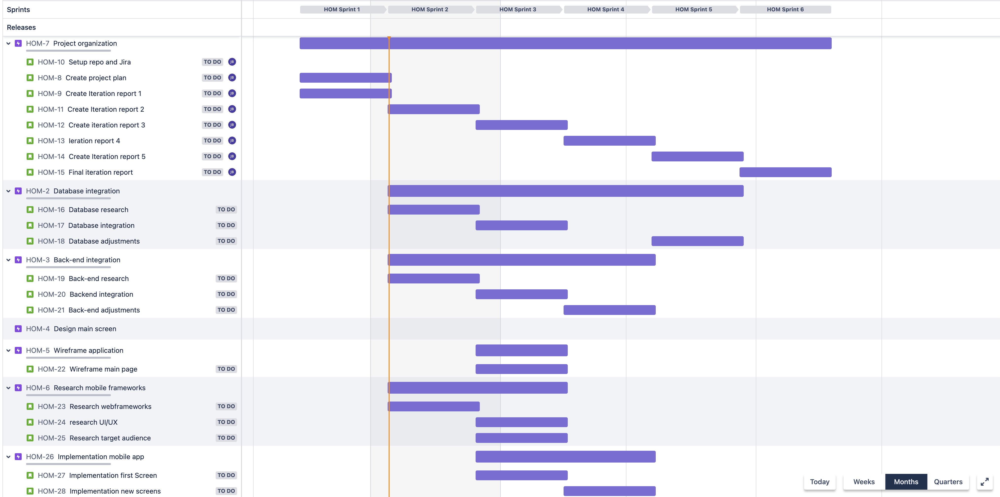 Sprints HOM Sprint 1 HOM Sprint 2 HOM Sprint 3 HOM Sprint 4 HOM Sprint 5 HOM Sprint 6
Releases
HOM-7 Project organization
HOM-10 Setup repo and Jira TO DO JB
HOM-8 Create project plan TO DO JB
HOM-9 Create Iteration report 1 TO DO JB
HOM-11 Create Iteration report 2 TO DO JB
HOM-12 Create iteration report 3 TO DO JB
HOM-13 Ieration report 4 TO DO JB
HOM-14 Create Iteration report 5 TO DO JB
HOM-15 Final iteration report TO DO JB
HOM-2 Database integration
HOM-16 Database research TO DO
HOM-17 Database integration TO DO
HOM-18 Database adjustments TO DO
HOM-3 Back-end integration
HOM-19 Back-end research TO DO
HOM-20 Backend integration TO DO
HOM-21 Back-end adjustments TO DO
HOM-4 Design main screen
HOM-5 Wireframe application
HOM-22 Wireframe main page TO DO
HOM-6 Research mobile frameworks
HOM-23 Research webframeworks TO DO
HOM-24 research UI/UX TO DO
HOM-25 Research target audience TO DO
HOM-26 Implementation mobile app
HOM-27 Implementation first Screen TO DO
HOM-28 Implementation new screens TO DO
Today Weeks Months Quarters